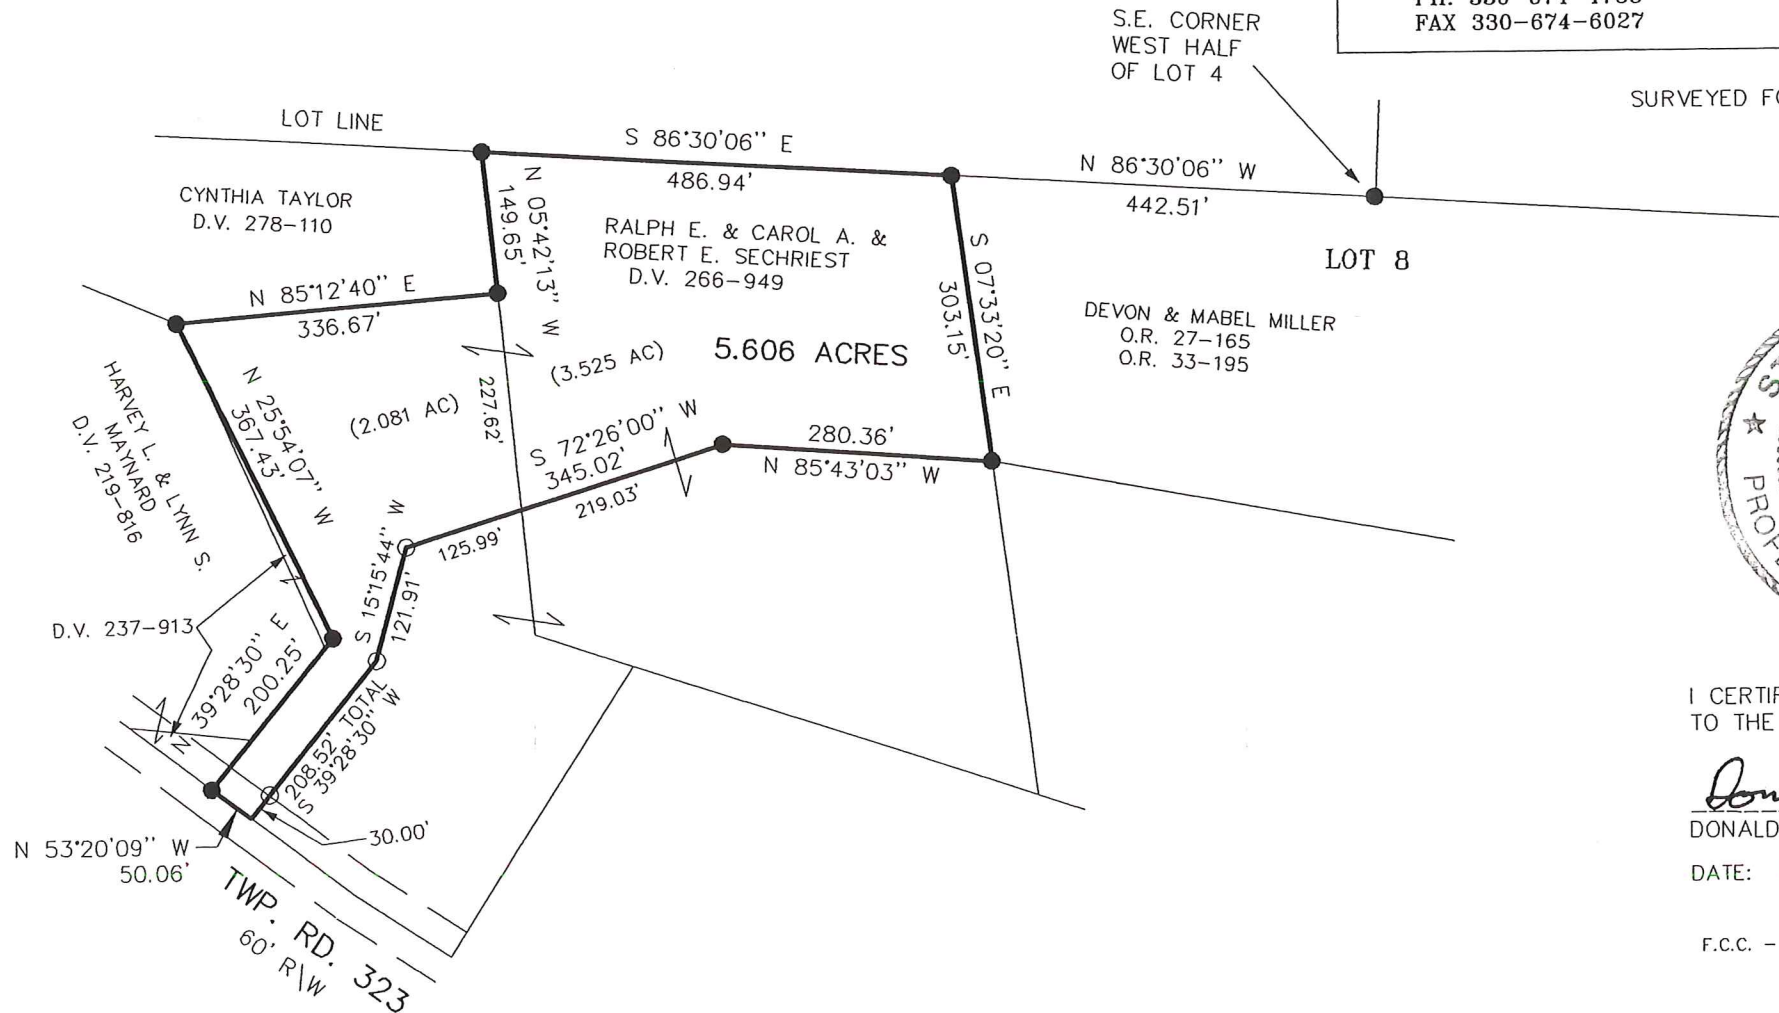 FAX 330-674-6027
S.E. CORNER
WEST HALF
OF LOT 4
SURVEYED
LOT LINE
S 86°30'06" E
486.94'
N 86°30'06" W
442.51'
CYNTHIA TAYLOR
D.V. 278-110
N 05°42'13" W
149.65'
RALPH E. & CAROL A. &
ROBERT E. SECHRIEST
D.V. 266-949
S 07°33'20" E
303.15'
LOT 8
N 85°12'40" E
336.67'
DEVON & MABEL MILLER
O.R. 27-165
O.R. 33-195
5.606 ACRES
(3.525 AC)
(2.081 AC)
227.62'
HARVEY L. & LYNN S.
MAYNARD
D.V. 219-816
N 25°54'07" W
367.43'
S 72°26'00" W
345.02'
219.03'
125.99'
280.36'
N 85°43'03" W
S 15°15'44" W
121.91'
D.V. 237-913
N 39°28'30" E
200.25'
208.52' TOTAL
S 39°28'30" W
30.00'
N 53°20'09" W
50.06'
TWP. RD. 323
60' R\W
I CERTIF
TO THE
DONALD
DATE:
F.C.C. -